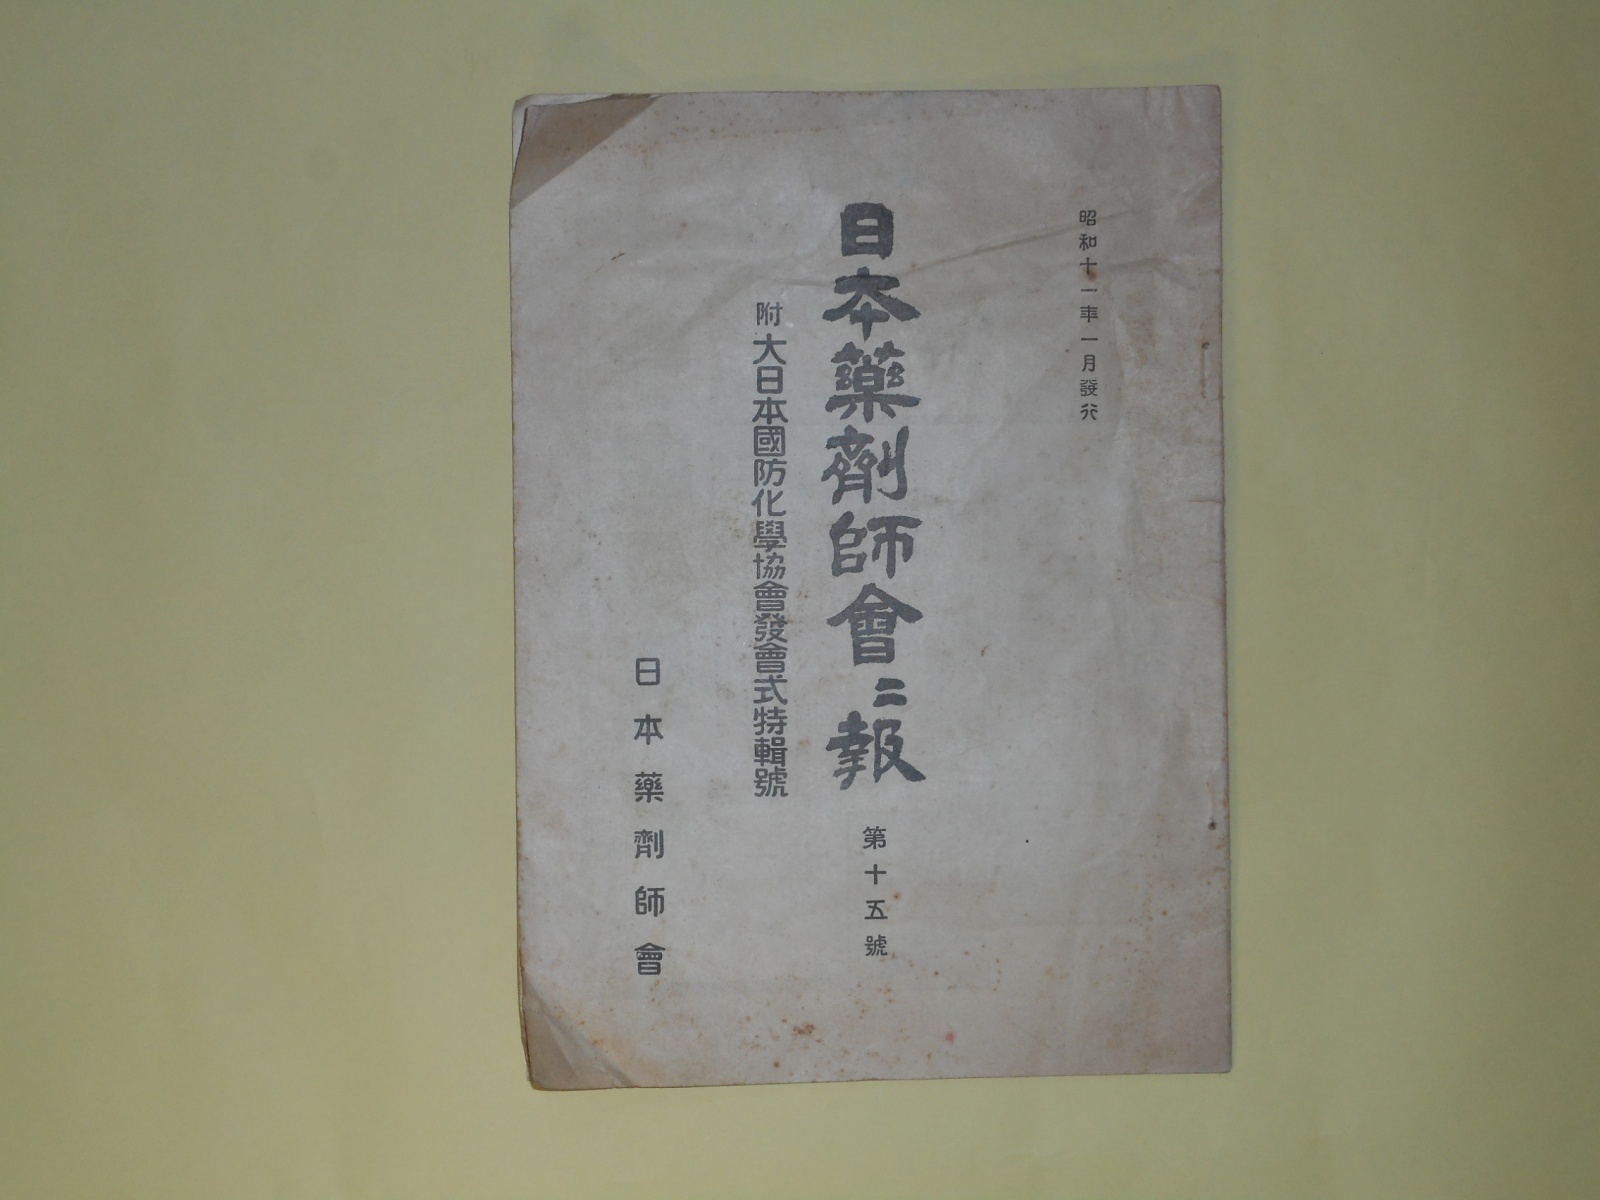 昭和十一年一月發行
日本藥劑師會〻報 第十五號
附大日本國防化學協會發會式特輯號
日本藥劑師會